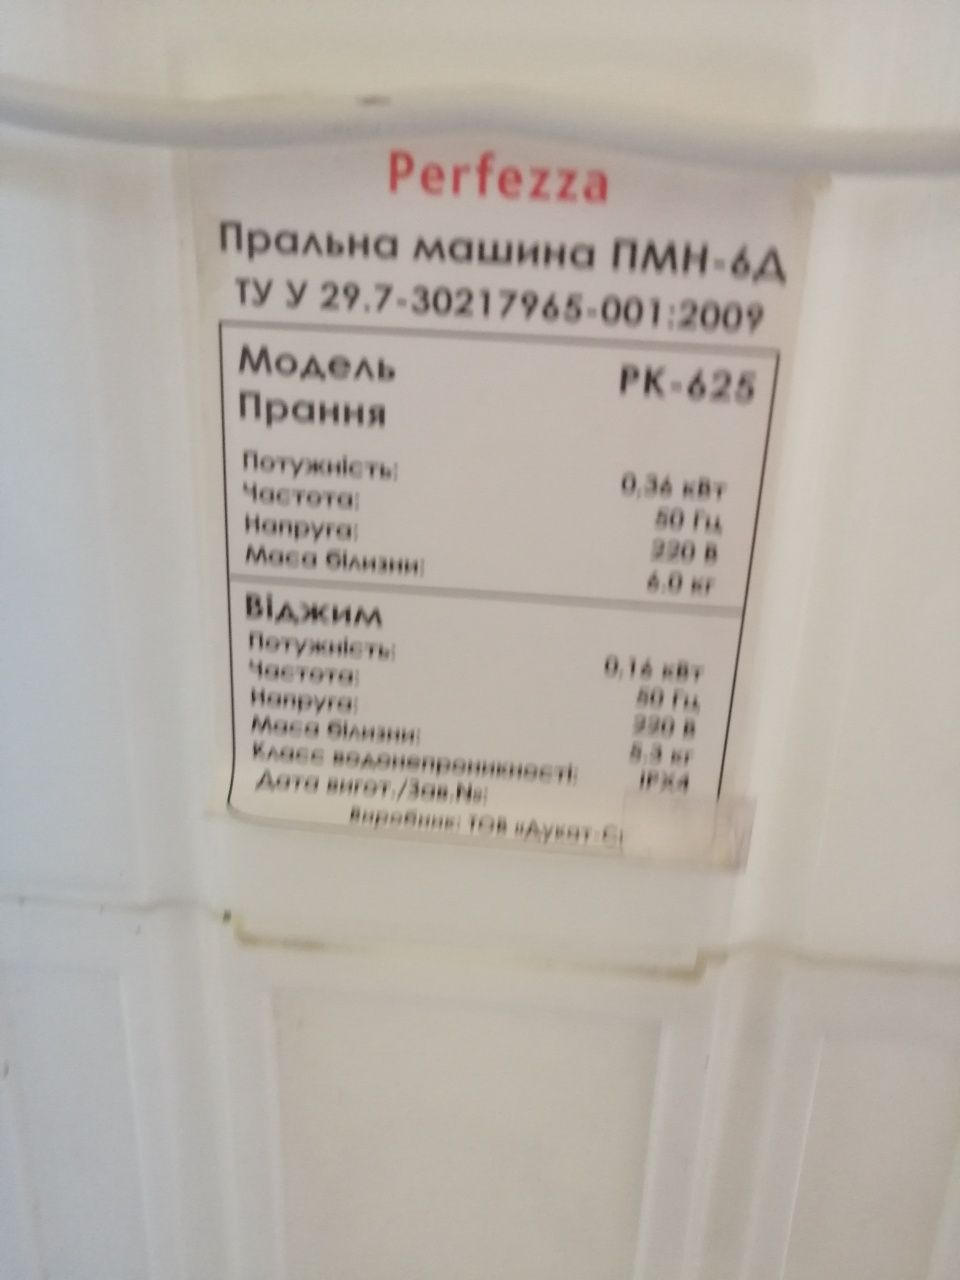 Perfezza
Пральна машина ПМН-6Д
ТУ У 29.7-30217965-001:2009
Модель РК-625
Прання
Потужність: 0,36 кВт
Частота: 50 Гц
Напруга: 220 В
Маса білизни: 6.0 кг
Віджим
Потужність: 0,16 кВт
Частота: 50 Гц
Напруга: 220 В
Маса білизни: кг
Класс водонепроникності: IPX4
Дата вигот./Зав.№:
Виробник: ТОВ «Дукат-